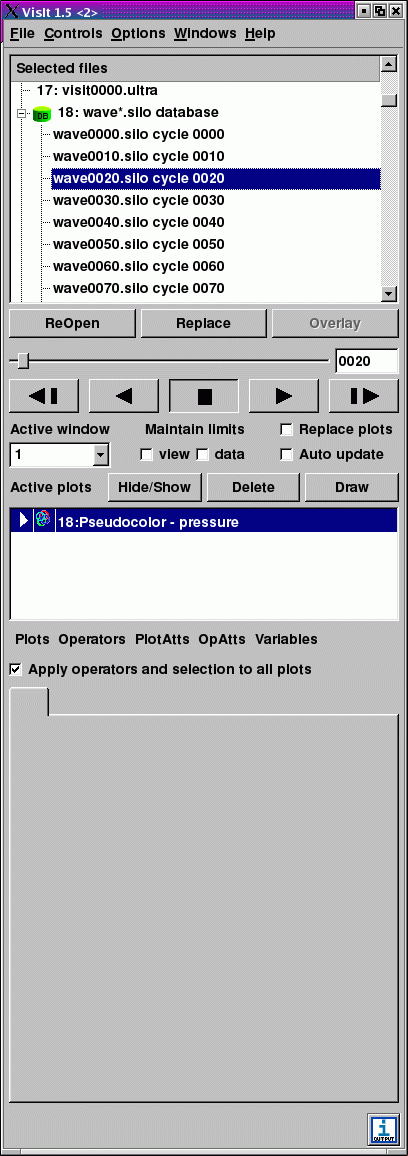 VisIt 1.5 <2>
File Controls Options Windows Help
Selected files
17: visit0000.ultra
DB 18: wave*.silo database
wave0000.silo cycle 0000
wave0010.silo cycle 0010
wave0020.silo cycle 0020
wave0030.silo cycle 0030
wave0040.silo cycle 0040
wave0050.silo cycle 0050
wave0060.silo cycle 0060
wave0070.silo cycle 0070
ReOpen Replace Overlay
0020
Active window Maintain limits Replace plots
1 view data Auto update
Active plots Hide/Show Delete Draw
18:Pseudocolor - pressure
Plots Operators PlotAtts OpAtts Variables
Apply operators and selection to all plots
i
OUTPUT